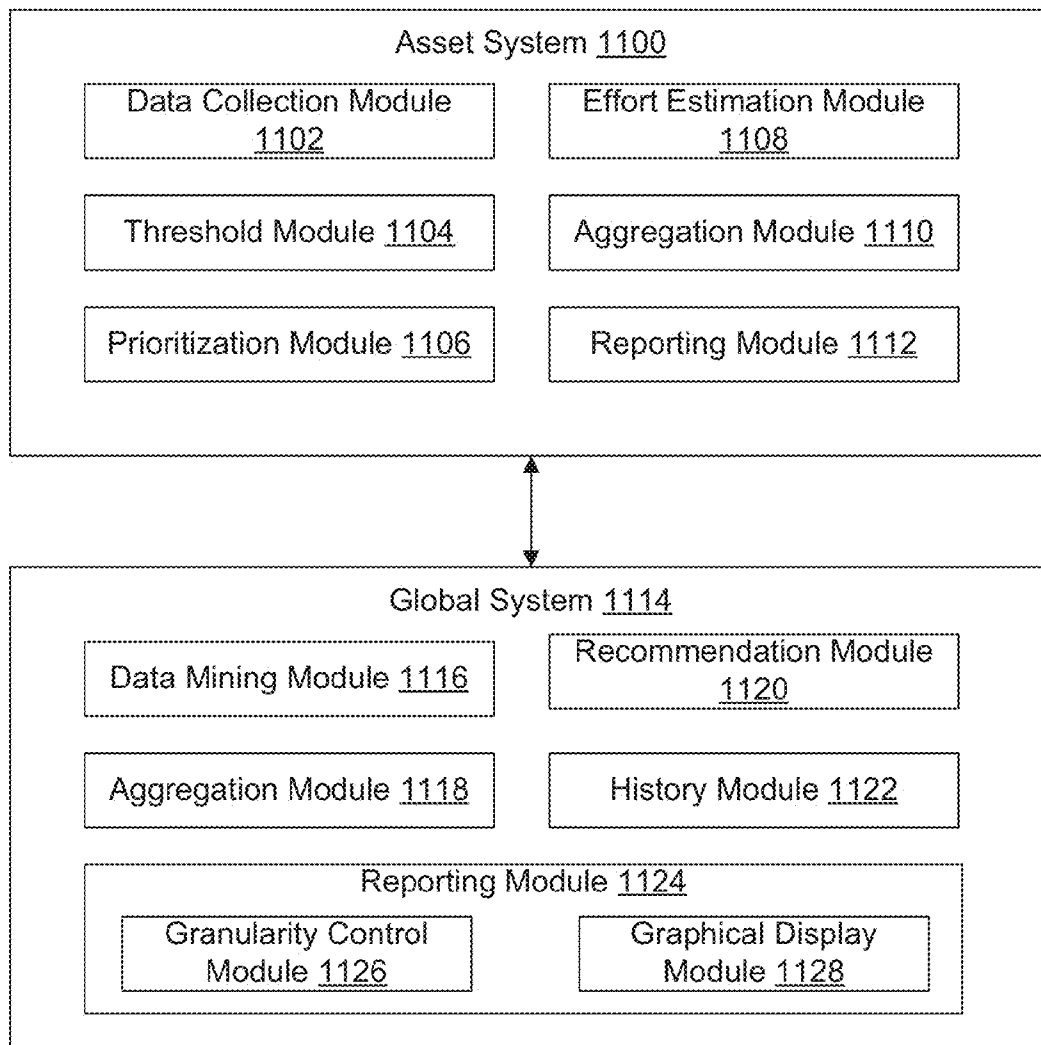 Asset System 1100
Data Collection Module
1102
Effort Estimation Module
1108
Threshold Module 1104
Aggregation Module 1110
Prioritization Module 1106
Reporting Module 1112
Global System 1114
Data Mining Module 1116
Recommendation Module
1120
Aggregation Module 1118
History Module 1122
Reporting Module 1124
Granularity Control
Module 1126
Graphical Display
Module 1128